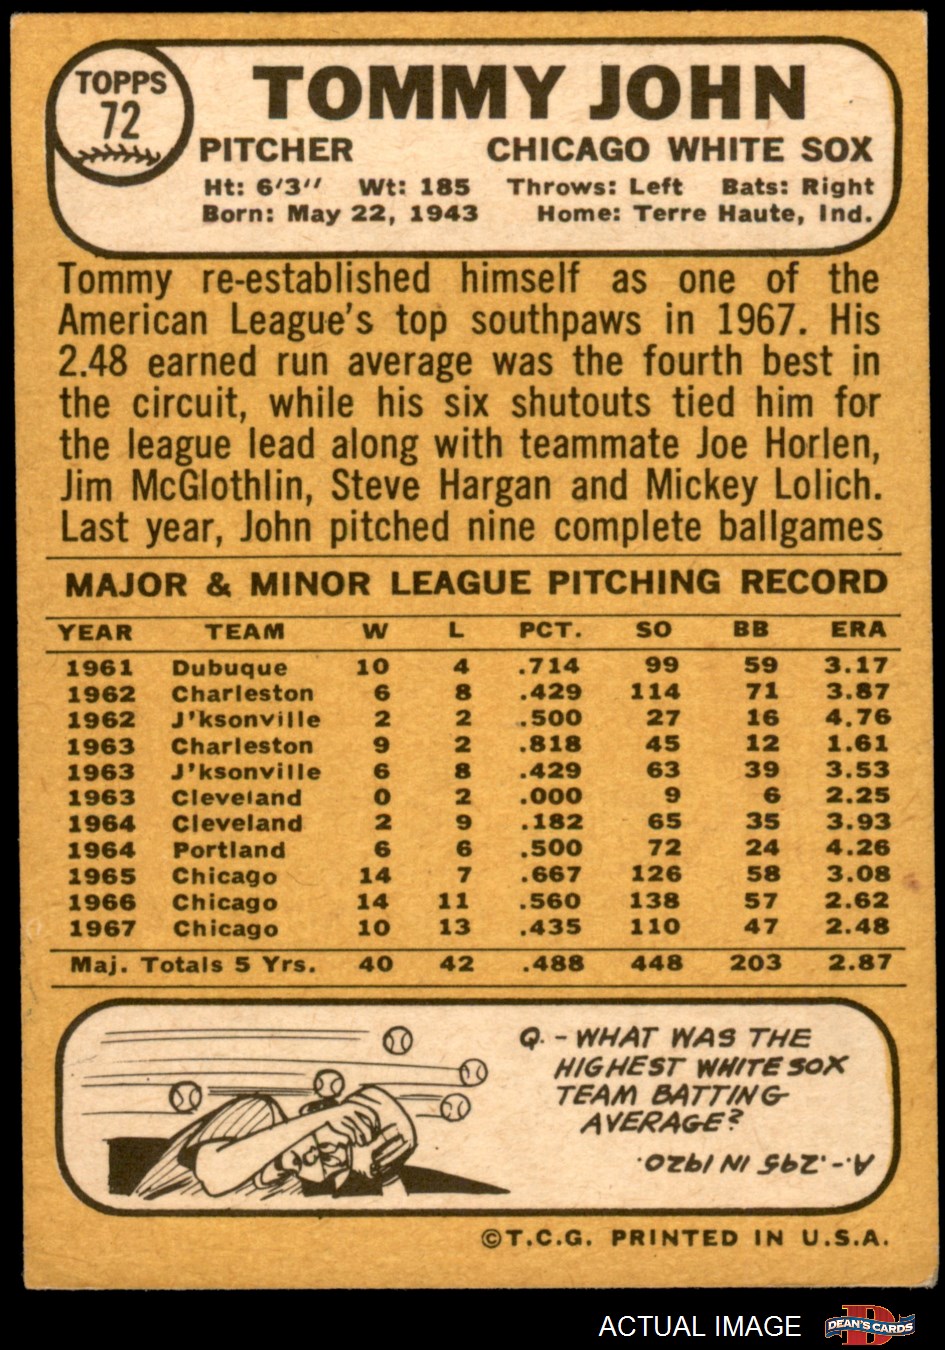 TOPPS
72
TOMMY JOHN
PITCHER CHICAGO WHITE SOX
Ht: 6'3" Wt: 185 Throws: Left Bats: Right
Born: May 22, 1943 Home: Terre Haute, Ind.
Tommy re-established himself as one of the
American League's top southpaws in 1967. His
2.48 earned run average was the fourth best in
the circuit, while his six shutouts tied him for
the league lead along with teammate Joe Horlen,
Jim McGlothlin, Steve Hargan and Mickey Lolich.
Last year, John pitched nine complete ballgames
MAJOR & MINOR LEAGUE PITCHING RECORD
YEAR TEAM W L PCT. SO BB ERA
1961 Dubuque 10 4 .714 99 59 3.17
1962 Charleston 6 8 .429 114 71 3.87
1962 J'ksonville 2 2 .500 27 16 4.76
1963 Charleston 9 2 .818 45 12 1.61
1963 J'ksonville 6 8 .429 63 39 3.53
1963 Cleveland 0 2 .000 9 6 2.25
1964 Cleveland 2 9 .182 65 35 3.93
1964 Portland 6 6 .500 72 24 4.26
1965 Chicago 14 7 .667 126 58 3.08
1966 Chicago 14 11 .560 138 57 2.62
1967 Chicago 10 13 .435 110 47 2.48
Maj. Totals 5 Yrs. 40 42 .488 448 203 2.87
Q. - WHAT WAS THE
HIGHEST WHITE SOX
TEAM BATTING
AVERAGE?
A. - .295 IN 1920.
©T.C.G. PRINTED IN U.S.A.
ACTUAL IMAGE
DEAN'S CARDS